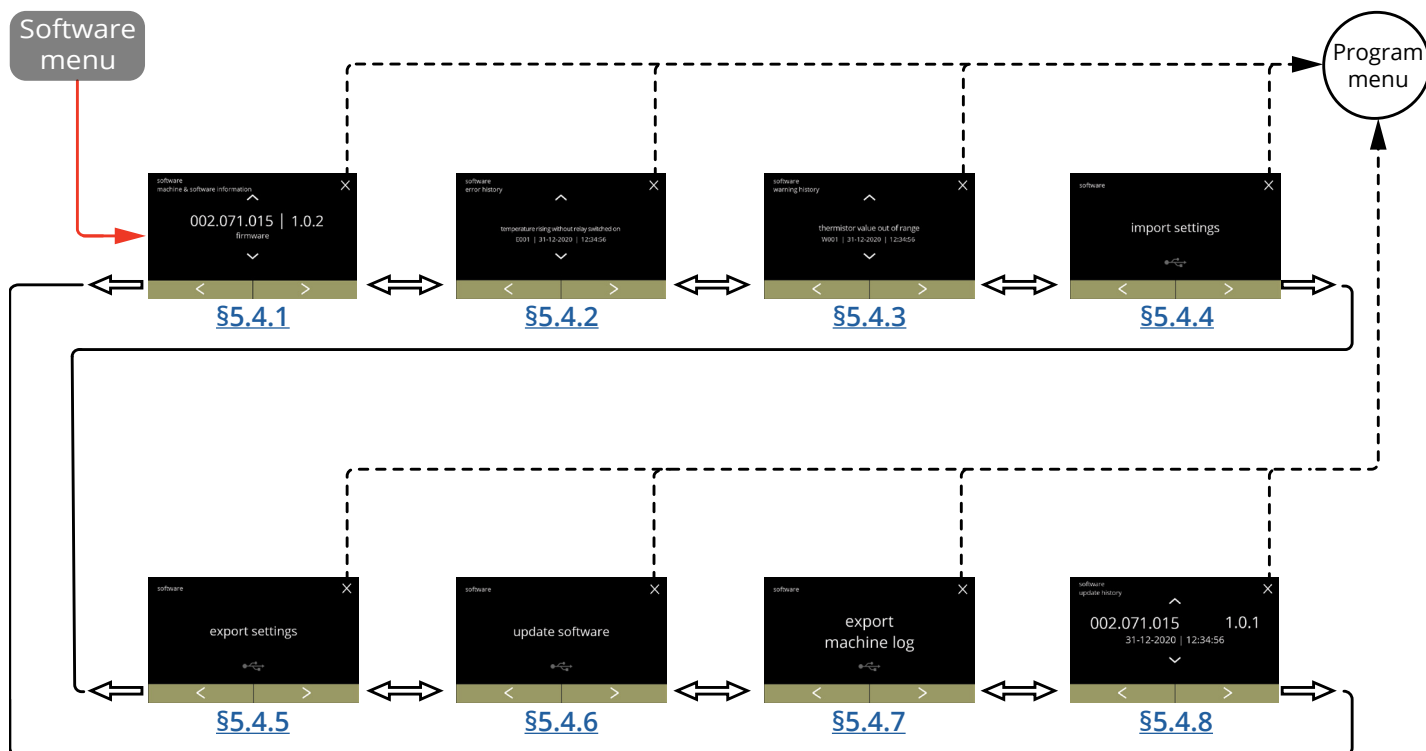 Software
menu
Program
menu
software
machine & software information
X
002.071.015 | 1.0.2
firmware
< >
§5.4.1
software
error history
X
temperature rising without relay switched on
E001 | 31-12-2020 | 12:34:56
< >
§5.4.2
software
warning history
X
thermistor value out of range
W001 | 31-12-2020 | 12:34:56
< >
§5.4.3
software
X
import settings
< >
§5.4.4
software
X
export settings
< >
§5.4.5
software
X
update software
< >
§5.4.6
software
X
export
machine log
< >
§5.4.7
software
update history
X
002.071.015 1.0.1
31-12-2020 | 12:34:56
< >
§5.4.8